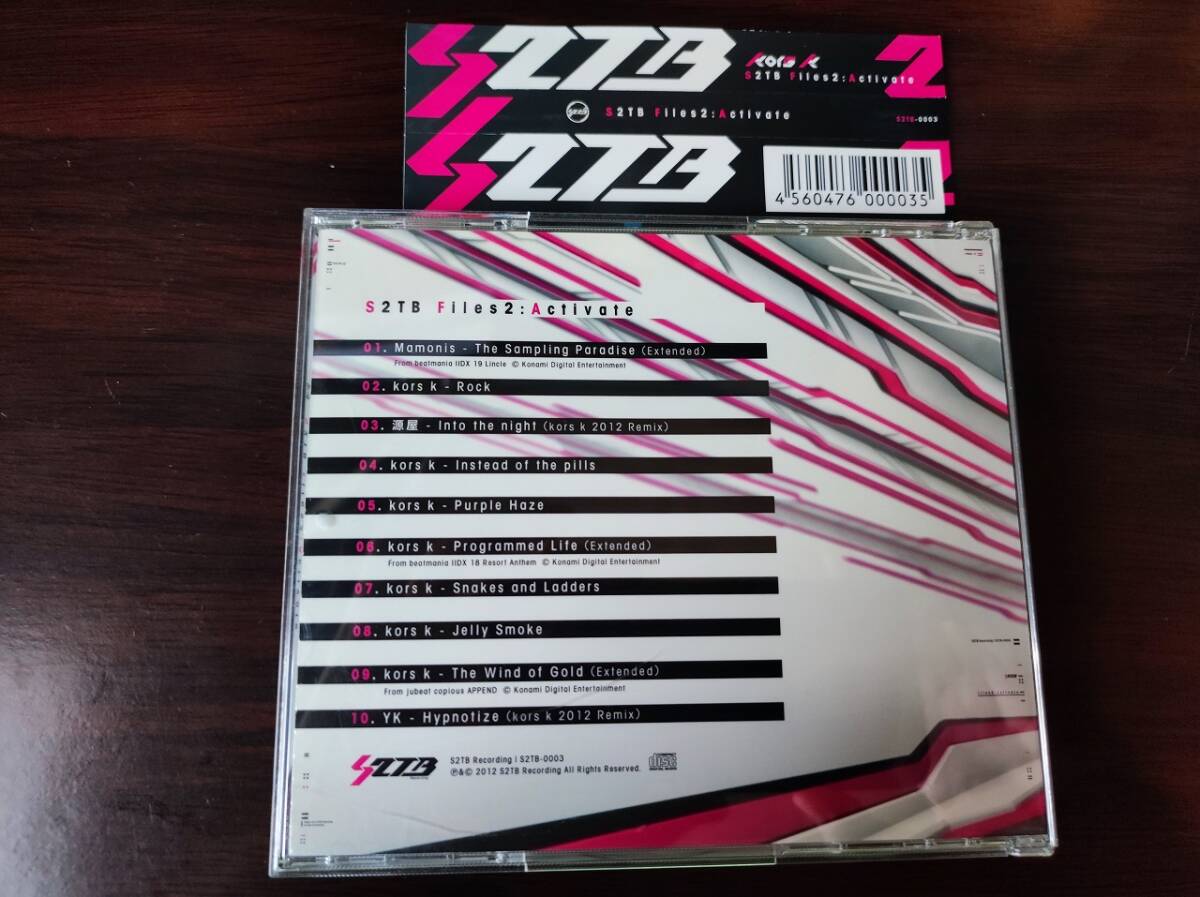 S2TB
kors k
S2TB Files2:Activate
2
S2TB Files2:Activate
S2TB-0003
S2TB
4 560476 000035
S2TB Files2:Activate
01. Mamonis - The Sampling Paradise (Extended)
From beatmania IIDX 19 Lincle © Konami Digital Entertainment
02. kors k - Rock
03. 源屋 - Into the night (kors k 2012 Remix)
04. kors k - Instead of the pills
05. kors k - Purple Haze
06. kors k - Programmed Life (Extended)
From beatmania IIDX 18 Resort Anthem © Konami Digital Entertainment
07. kors k - Snakes and Ladders
08. kors k - Jelly Smoke
09. kors k - The Wind of Gold (Extended)
From jubeat copious APPEND © Konami Digital Entertainment
10. YK - Hypnotize (kors k 2012 Remix)
S2TB
Recording
S2TB Recording | S2TB-0003
℗&© 2012 S2TB Recording All Rights Reserved.
disc